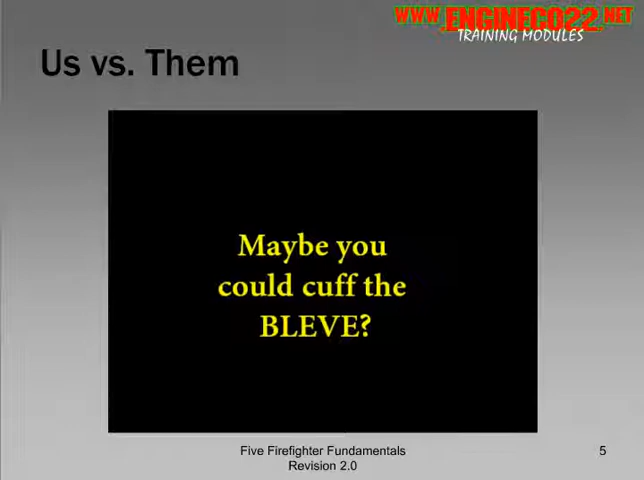 WWW.ENGINECO22.NET
TRAINING MODULES
Us vs. Them
Maybe you
could cuff the
BLEVE?
Five Firefighter Fundamentals
Revision 2.0
5